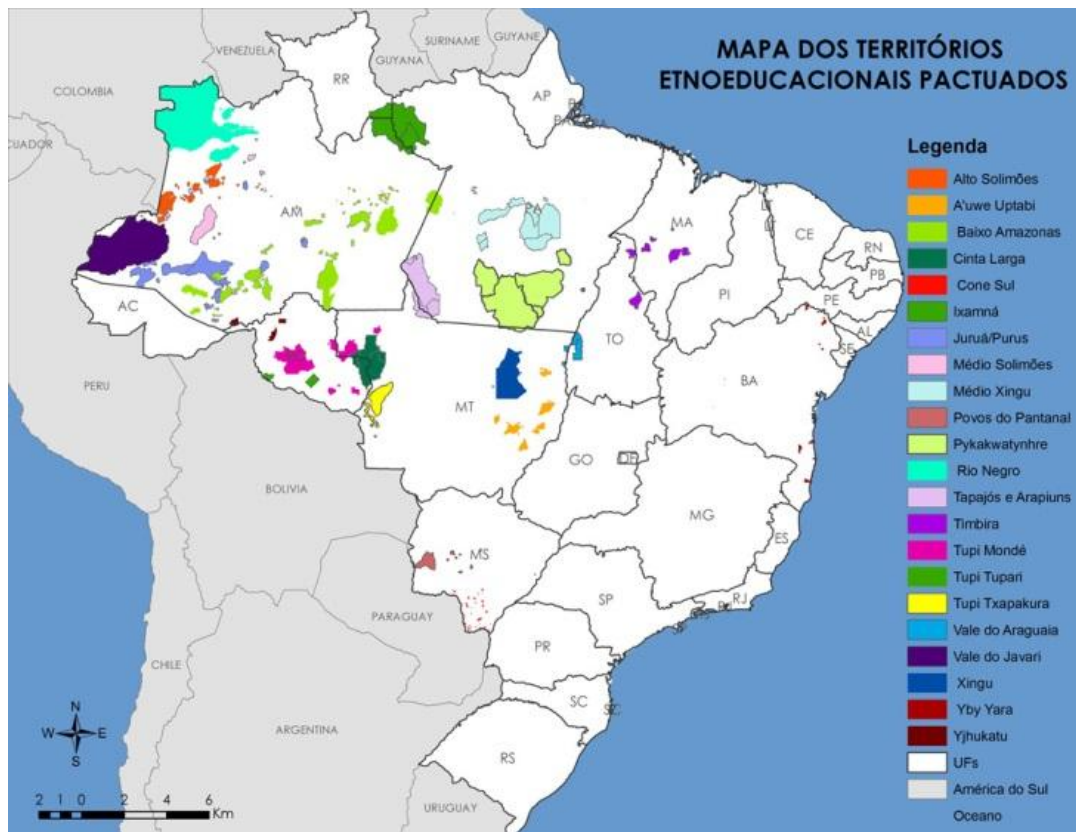 MAPA DOS TERRITÓRIOS
ETNOEDUCACIONAIS PACTUADOS
VENEZUELA
SURINAME
GUYANE
GUYANA
COLOMBIA
CUADOR
RR
AP
AM
MA
CE
RN
PB
PE
PI
AL
SE
AC
TO
BA
PERU
MT
GO
DF
BOLIVIA
MG
ES
MS
SP
RJ
PARAGUAY
PR
CHILE
SC
SC
ARGENTINA
RS
URUGUAY
Legenda
Alto Solimões
A'uwe Uptabi
Baixo Amazonas
Cinta Larga
Cone Sul
Ixamná
Juruá/Purus
Médio Solimões
Médio Xingu
Povos do Pantanal
Pykakwatynhre
Rio Negro
Tapajós e Arapiuns
Timbira
Tupi Mondé
Tupi Tupari
Tupi Txapakura
Vale do Araguaia
Vale do Javari
Xingu
Yby Yara
Yjhukatu
UFs
América do Sul
Oceano
N
W E
S
2 1 0 2 4 6
Km